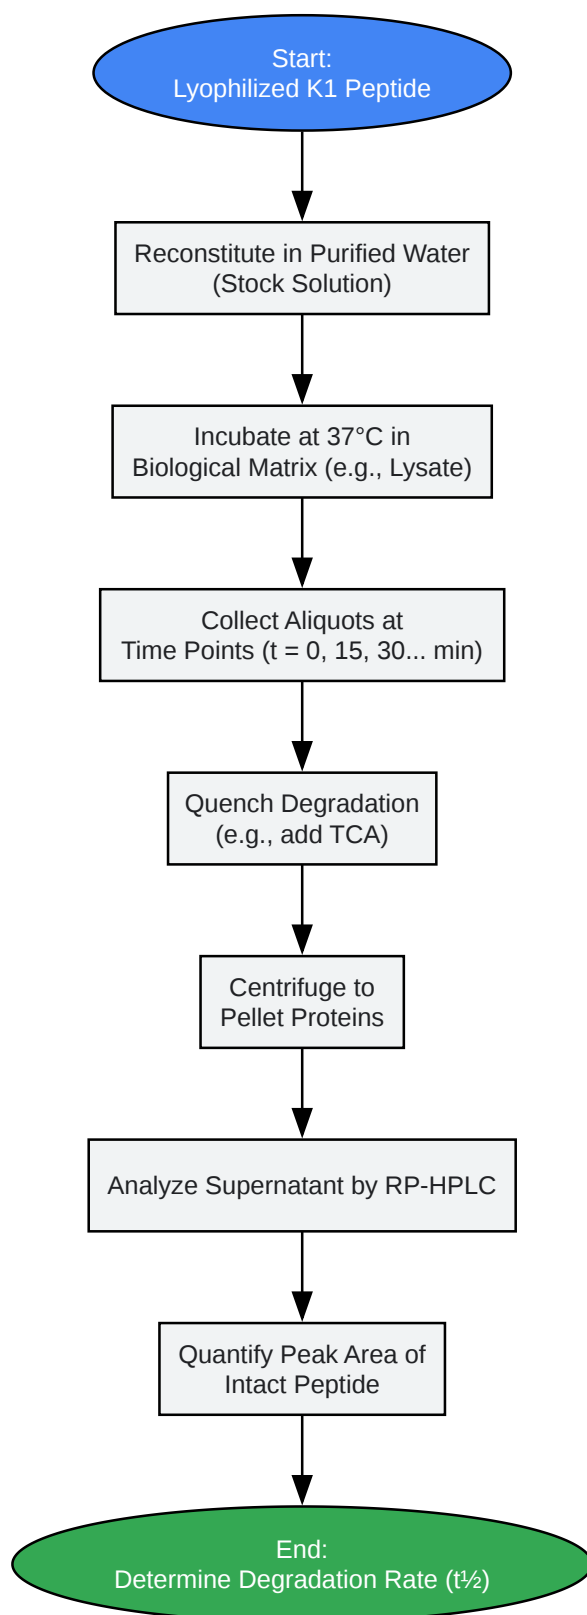 Start:
Lyophilized K1 Peptide
Reconstitute in Purified Water
(Stock Solution)
Incubate at 37°C in
Biological Matrix (e.g., Lysate)
Collect Aliquots at
Time Points (t = 0, 15, 30... min)
Quench Degradation
(e.g., add TCA)
Centrifuge to
Pellet Proteins
Analyze Supernatant by RP-HPLC
Quantify Peak Area of
Intact Peptide
End:
Determine Degradation Rate (t½)